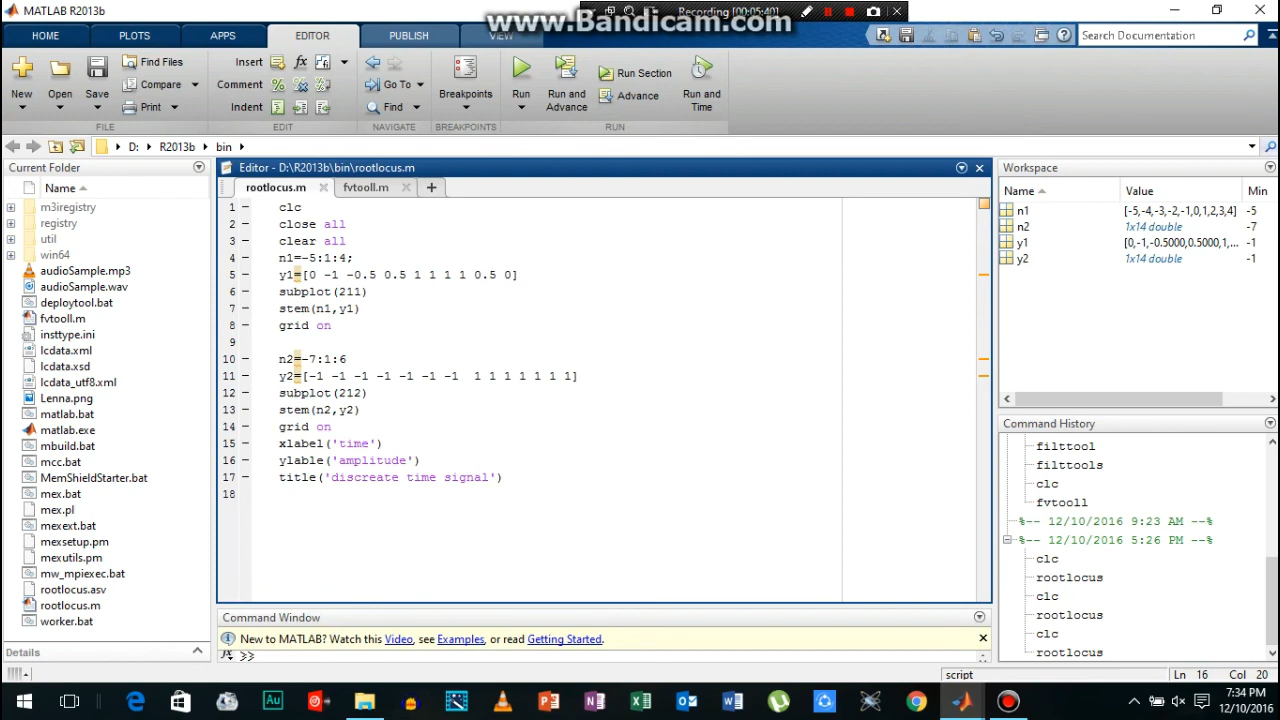 MATLAB R2013b
Recording [00:05:40]
www.Bandicam.com
HOME PLOTS APPS EDITOR PUBLISH VIEW
Search Documentation
New Open Save Find Files Compare Print
Insert Comment Indent
Go To Find
Breakpoints
Run Run and Advance Run Section Advance Run and Time
FILE EDIT NAVIGATE BREAKPOINTS RUN
D: R2013b bin
Current Folder
Name
m3iregistry
registry
util
win64
audioSample.mp3
audioSample.wav
deploytool.bat
fvtooll.m
insttype.ini
lcdata.xml
lcdata.xsd
lcdata_utf8.xml
Lenna.png
matlab.bat
matlab.exe
mbuild.bat
mcc.bat
MemShieldStarter.bat
mex.bat
mex.pl
mexext.bat
mexsetup.pm
mexutils.pm
mw_mpiexec.bat
rootlocus.asv
rootlocus.m
worker.bat
Details
Editor - D:\R2013b\bin\rootlocus.m
rootlocus.m fvtooll.m
1 clc
2 close all
3 clear all
4 n1=-5:1:4;
5 y1=[0 -1 -0.5 0.5 1 1 1 1 0.5 0]
6 subplot(211)
7 stem(n1,y1)
8 grid on
9
10 n2=-7:1:6
11 y2=[-1 -1 -1 -1 -1 -1 -1 1 1 1 1 1 1 1]
12 subplot(212)
13 stem(n2,y2)
14 grid on
15 xlabel('time')
16 ylable('amplitude')
17 title('discreate time signal')
18
Command Window
New to MATLAB? Watch this Video, see Examples, or read Getting Started.
fx >>
Workspace
Name Value Min
n1 [-5,-4,-3,-2,-1,0,1,2,3,4] -5
n2 1x14 double -7
y1 [0,-1,-0.5000,0.5000,1,... -1
y2 1x14 double -1
Command History
filttool
filttools
clc
fvtooll
%-- 12/10/2016 9:23 AM --%
%-- 12/10/2016 5:26 PM --%
clc
rootlocus
clc
rootlocus
clc
rootlocus
script Ln 16 Col 20
7:34 PM
12/10/2016